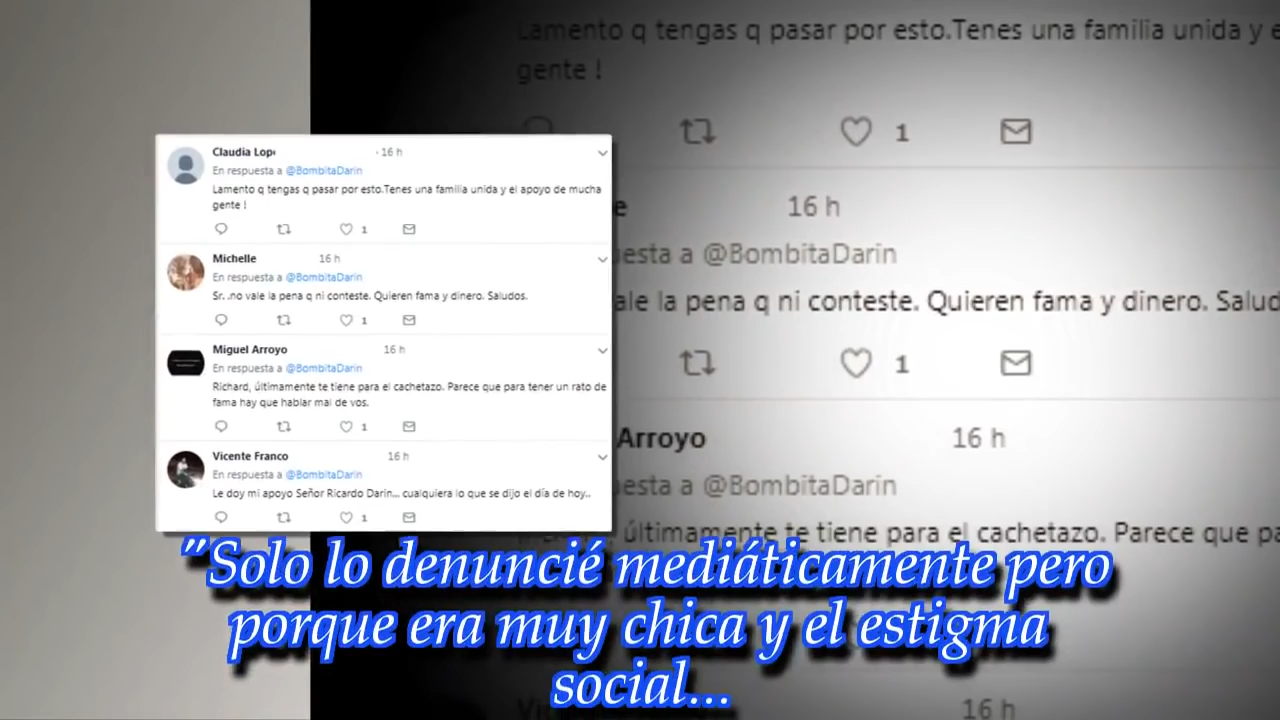 Claudia Lop
· 16 h
En respuesta a @BombitaDarin
Lamento q tengas q pasar por esto.Tenes una familia unida y el apoyo de mucha
gente !
1
Michelle
16 h
En respuesta a @BombitaDarin
Sr. .no vale la pena q ni conteste. Quieren fama y dinero. Saludos.
1
Miguel Arroyo
16 h
En respuesta a @BombitaDarin
Richard, últimamente te tiene para el cachetazo. Parece que para tener un rato de
fama hay que hablar mal de vos.
1
Vicente Franco
16 h
En respuesta a @BombitaDarin
Le doy mi apoyo Señor Ricardo Darin... cualquiera lo que se dijo el día de hoy..
1
Lamento q tengas q pasar por esto.Tenes una familia unida y e
gente !
1
e
16 h
uesta a @BombitaDarin
ale la pena q ni conteste. Quieren fama y dinero. Salud
1
Arroyo
16 h
uesta a @BombitaDarin
, últimamente te tiene para el cachetazo. Parece que pa
16 h
"Solo lo denuncié mediáticamente pero
porque era muy chica y el estigma
social...